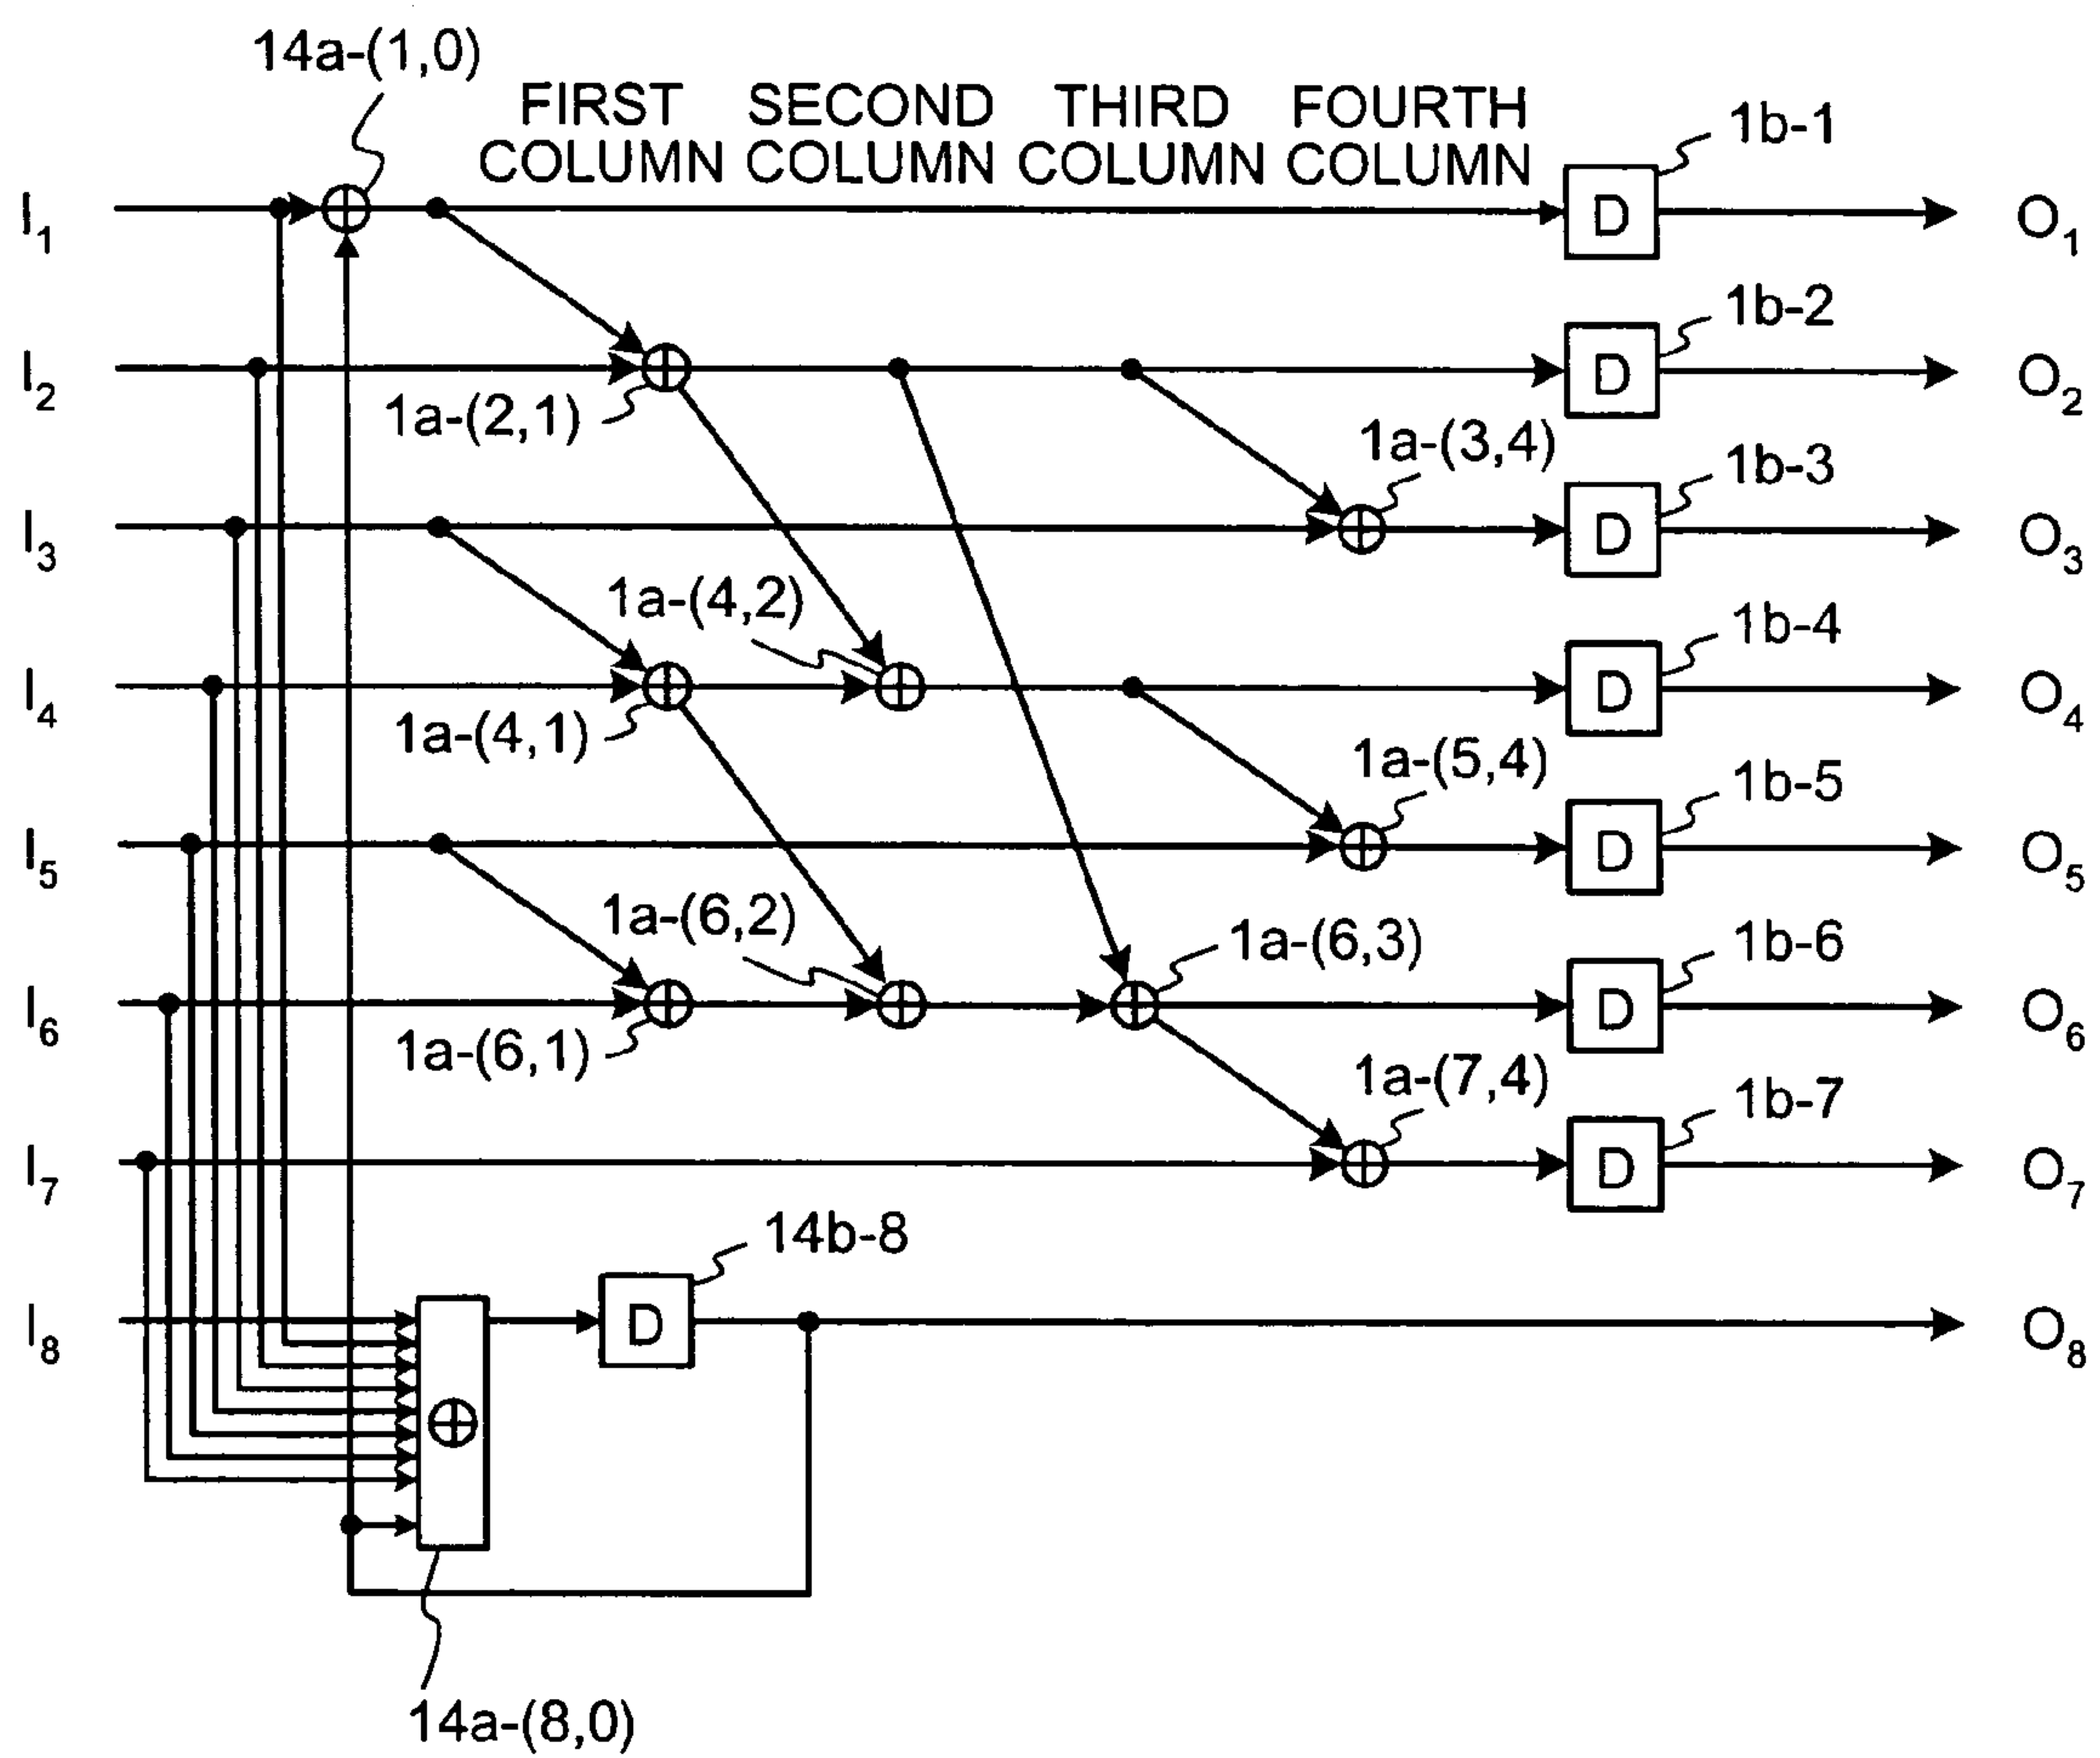 14a-(1,0)
FIRST COLUMN
SECOND COLUMN
THIRD COLUMN
FOURTH COLUMN
1b-1
I1
D
O1
1b-2
I2
D
O2
1a-(2,1)
1a-(3,4)
1b-3
I3
D
O3
1a-(4,2)
1b-4
I4
D
O4
1a-(4,1)
1a-(5,4)
1b-5
I5
D
O5
1a-(6,2)
1a-(6,3)
1b-6
I6
D
O6
1a-(6,1)
1a-(7,4)
1b-7
I7
D
O7
14b-8
I8
D
O8
14a-(8,0)